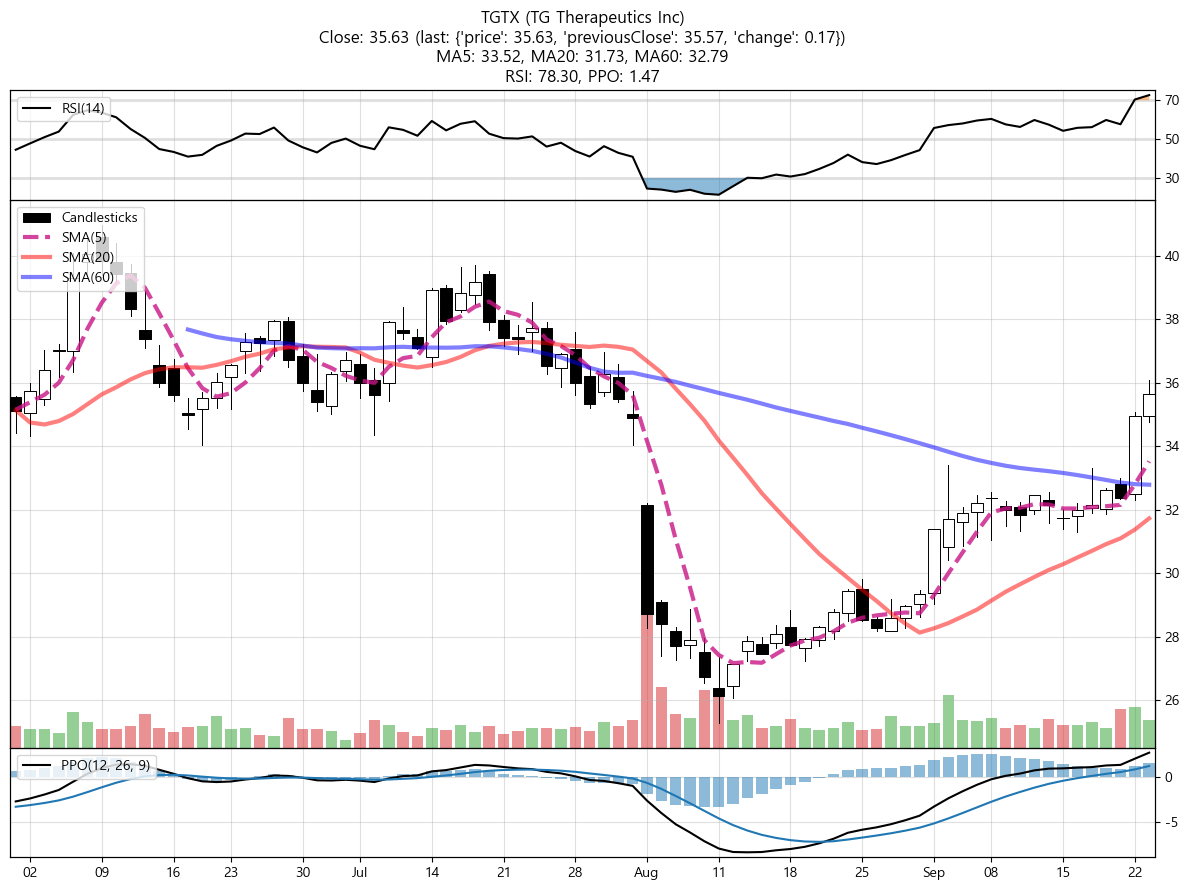 TGTX (TG Therapeutics Inc)
Close: 35.63 (last: {'price': 35.63, 'previousClose': 35.57, 'change': 0.17})
MA5: 33.52, MA20: 31.73, MA60: 32.79
RSI: 78.30, PPO: 1.47
RSI(14)
70
50
30
Candlesticks
SMA(5)
SMA(20)
SMA(60)
40
38
36
34
32
30
28
26
PPO(12, 26, 9)
0
-5
02 09 16 23 30 Jul 14 21 28 Aug 11 18 25 Sep 08 15 22